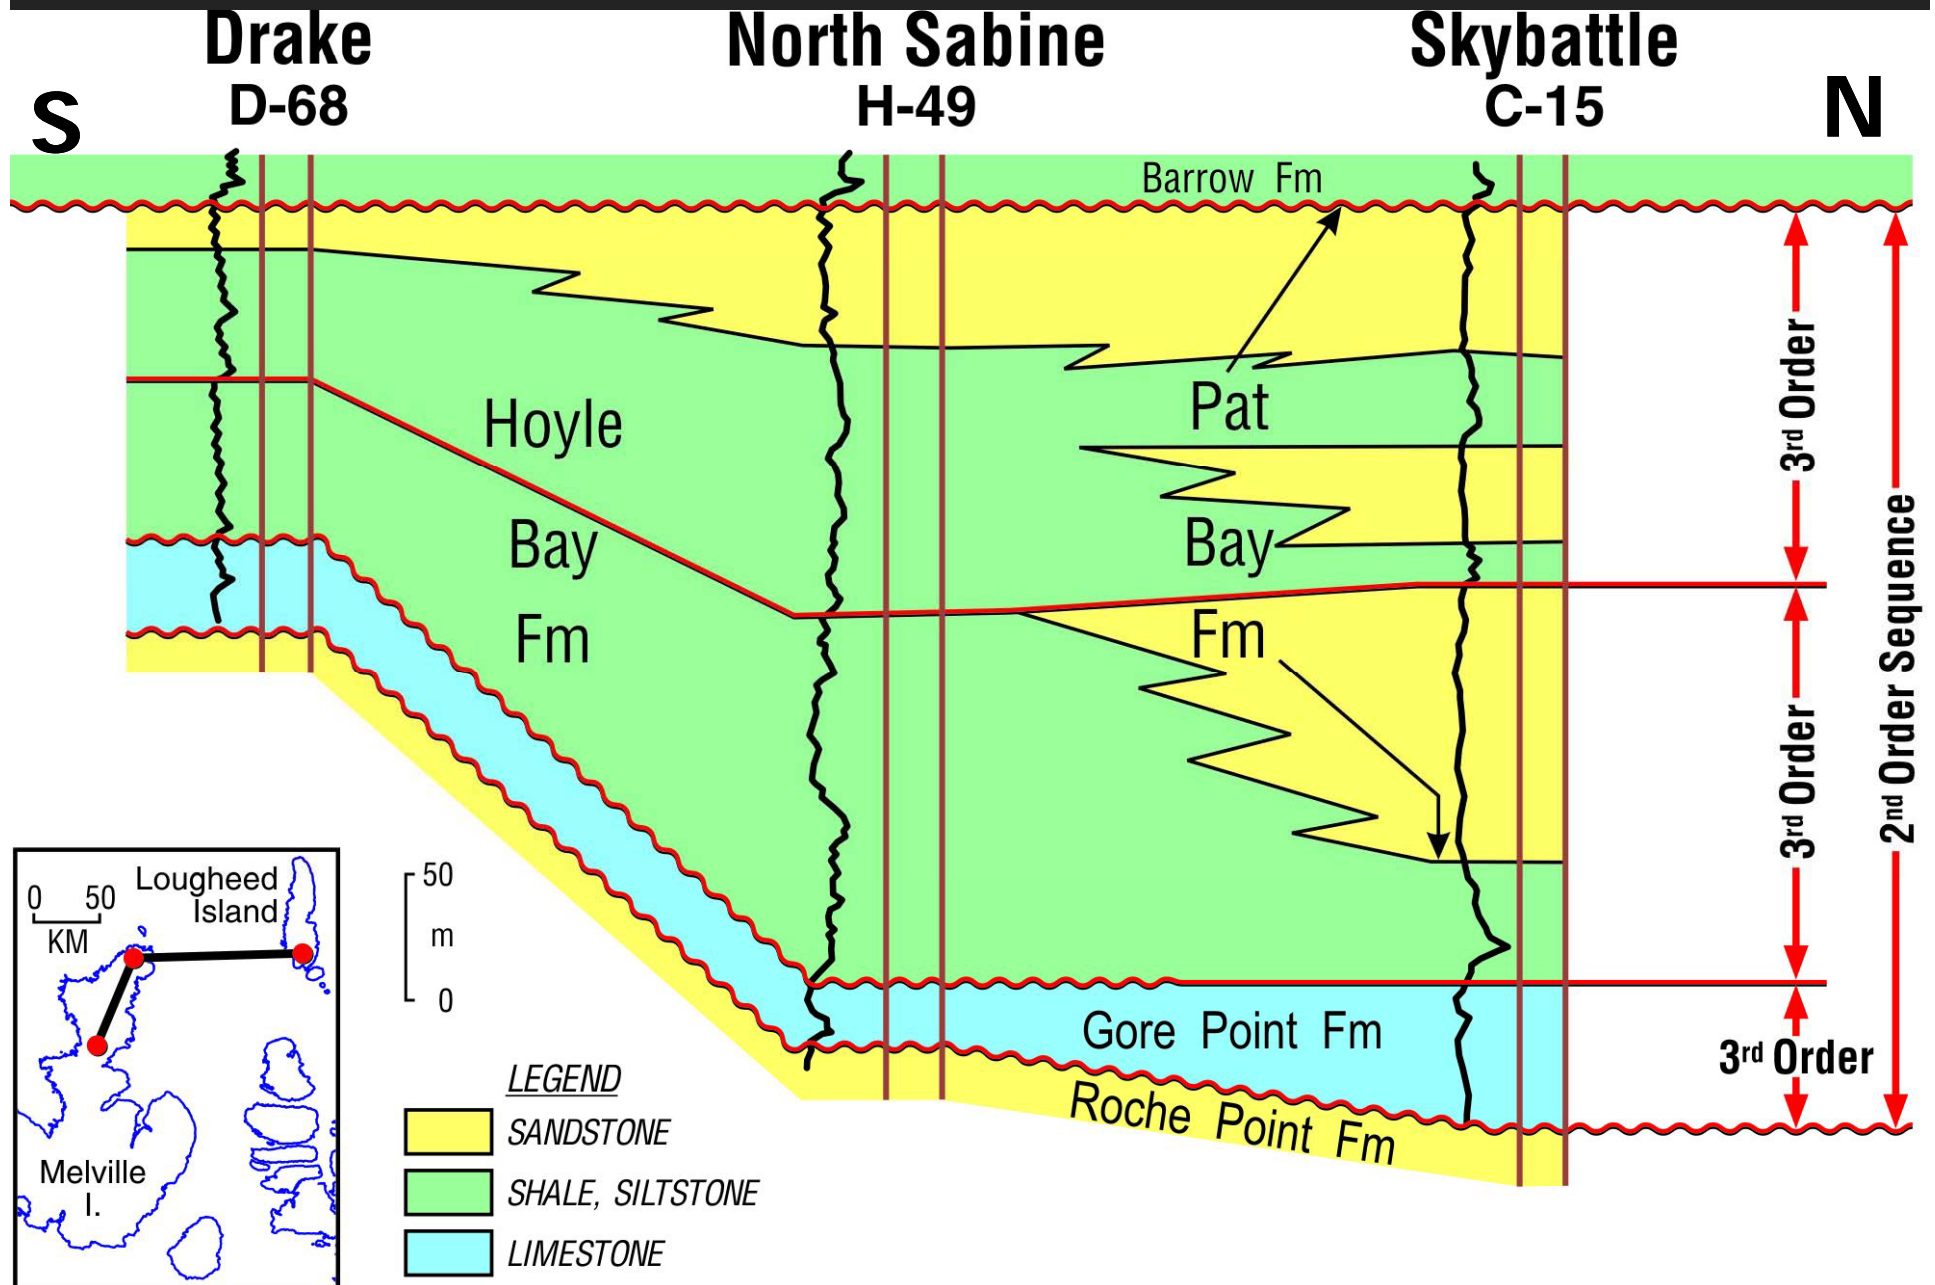 Drake
D-68
North Sabine
H-49
Skybattle
C-15
S
N
Barrow Fm
Hoyle
Bay
Fm
Pat
Bay
Fm
Gore Point Fm
Roche Point Fm
3rd Order
3rd Order
3rd Order
2nd Order Sequence
50
m
0
0 50
KM
Lougheed
Island
Melville
I.
LEGEND
SANDSTONE
SHALE, SILTSTONE
LIMESTONE